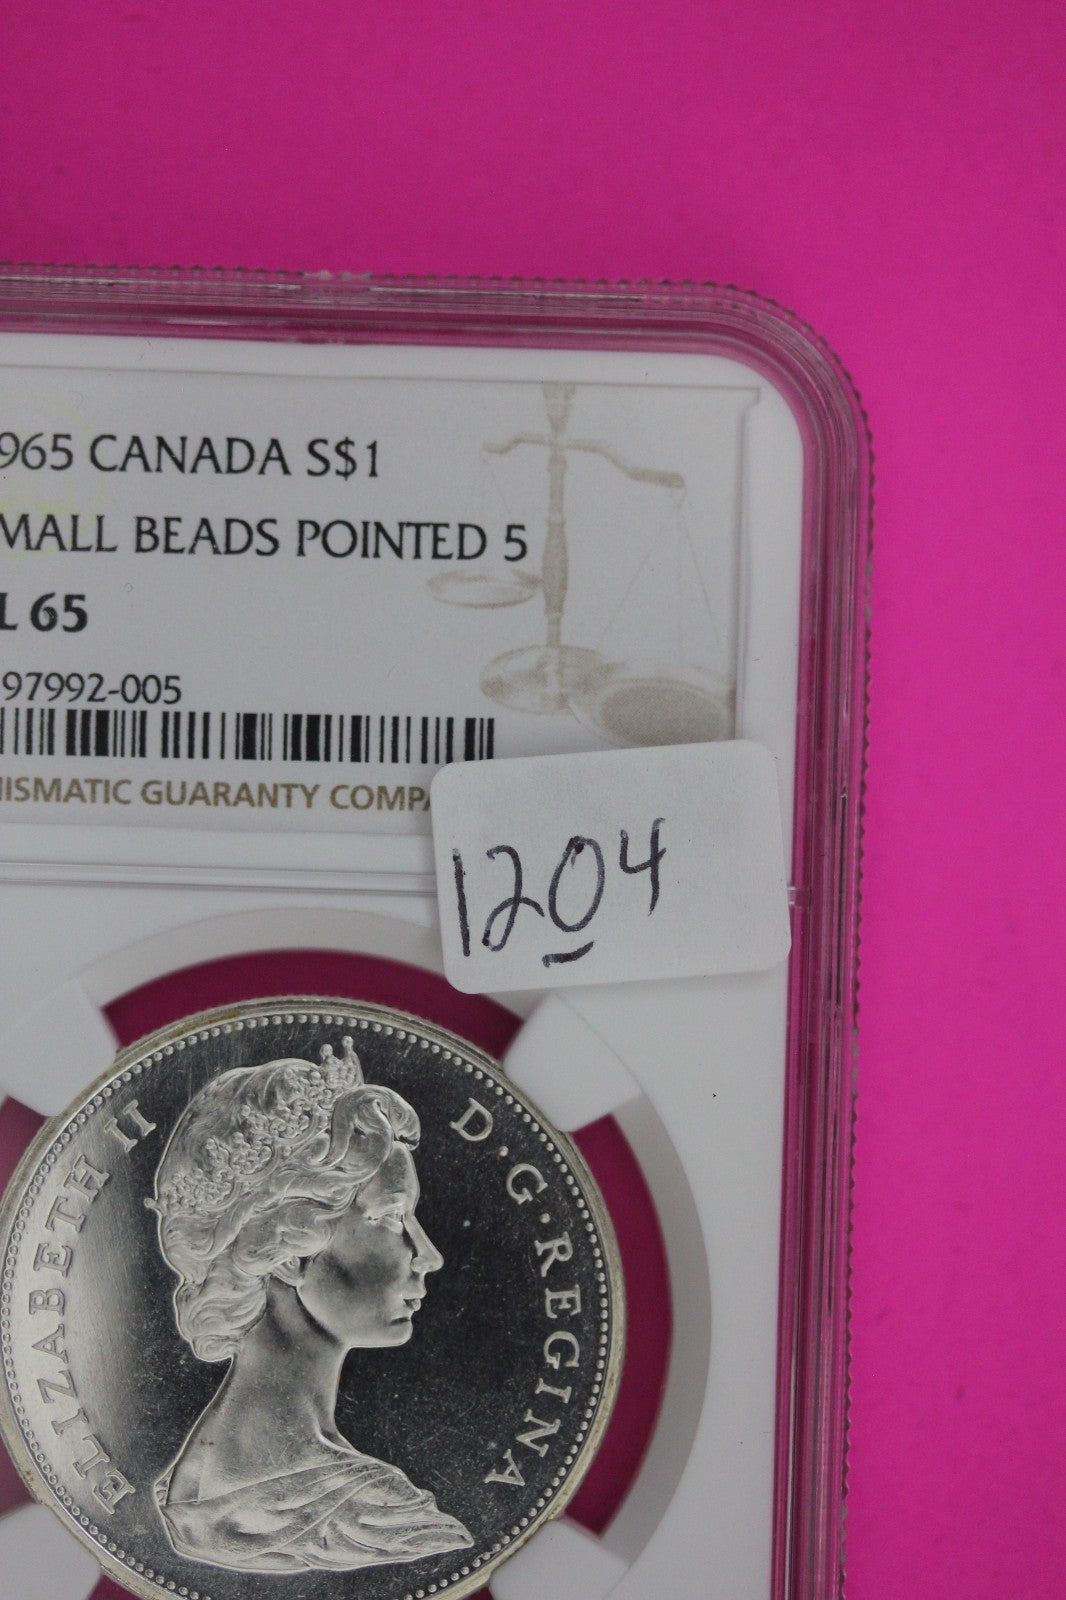 965 CANADA S$1
MALL BEADS POINTED 5
L 65
97992-005
ISMATIC GUARANTY COMPA
1204
ELIZABETH II D·G·REGINA